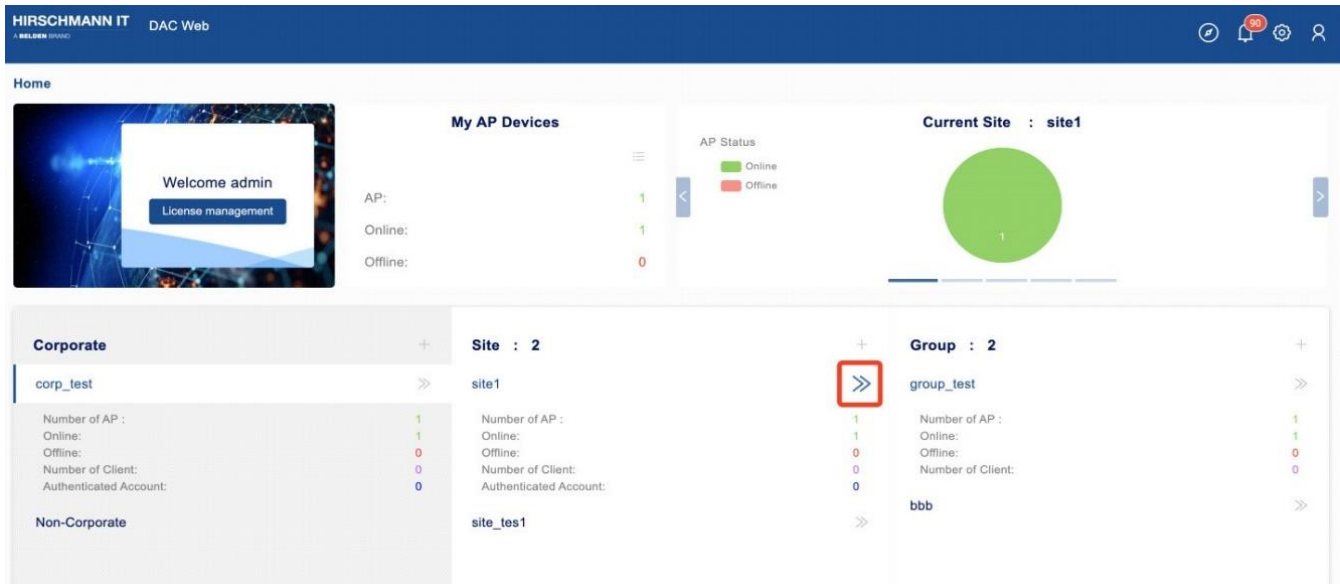 HIRSCHMANN IT
A BELDEN BRAND
DAC Web
90
Home
Welcome admin
License management
My AP Devices
AP: 1
Online: 1
Offline: 0
Current Site : site1
AP Status
Online
Offline
1
Corporate
corp_test
Number of AP : 1
Online: 1
Offline: 0
Number of Client: 0
Authenticated Account: 0
Non-Corporate
Site : 2
site1
Number of AP : 1
Online: 1
Offline: 0
Number of Client: 0
Authenticated Account: 0
site_tes1
Group : 2
group_test
Number of AP : 1
Online: 1
Offline: 0
Number of Client: 0
bbb